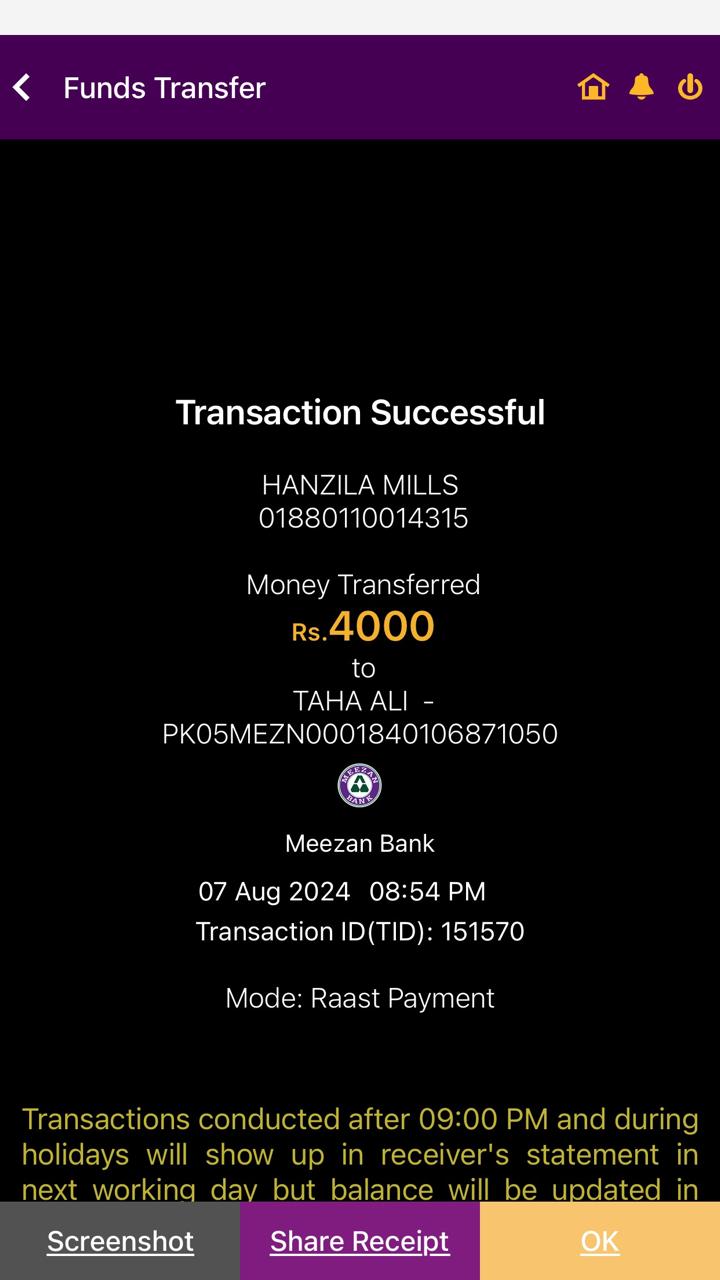 Funds Transfer
Transaction Successful
HANZILA MILLS
01880110014315
Money Transferred
Rs.4000
to
TAHA ALI -
PK05MEZN0001840106871050
MEEZAN
BANK
Meezan Bank
07 Aug 2024 08:54 PM
Transaction ID(TID): 151570
Mode: Raast Payment
Transactions conducted after 09:00 PM and during
holidays will show up in receiver's statement in
next working day but balance will be updated in
Screenshot Share Receipt OK